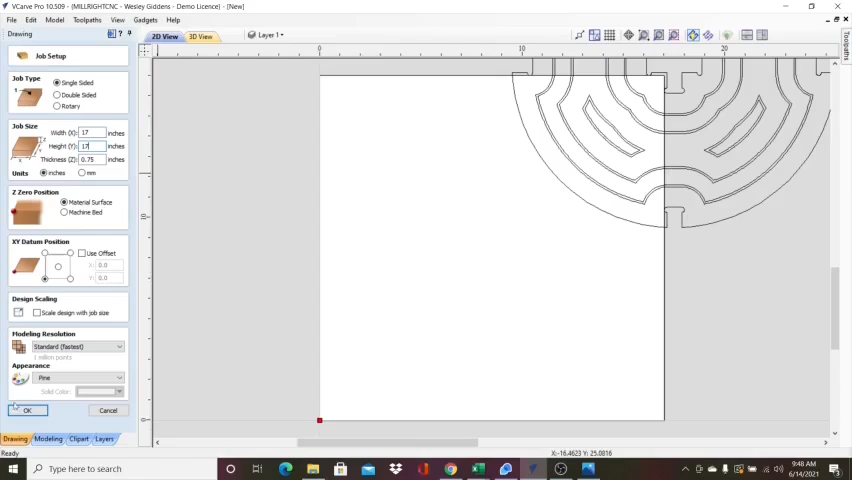 VCarve Pro 10.509 - (MILLRIGHTCNC - Wesley Giddens - Demo Licence) - [New]
File Edit Model Toolpaths View Gadgets Help
Drawing
2D View 3D View Layer 1
Toolpaths
Job Setup
Job Type
Single Sided
Double Sided
Rotary
Job Size
Width (X): 17 inches
Height (Y): 17 inches
Thickness (Z): 0.75 inches
Units inches mm
Z Zero Position
Material Surface
Machine Bed
XY Datum Position
Use Offset
X: 0.0
Y: 0.0
Design Scaling
Scale design with job size
Modeling Resolution
Standard (fastest)
1 million points
Appearance
Pine
Solid Color:
OK Cancel
Drawing Modeling Clipart Layers
0 10 20
10
0
Ready X:-16.4623 Y: 25.0816
Type here to search
9:48 AM
6/14/2021
3